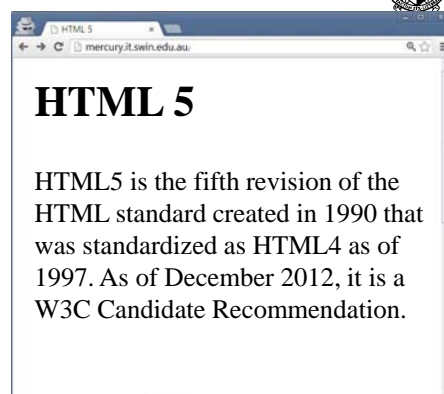 HTML 5
mercury.it.swin.edu.au
HTML 5
HTML5 is the fifth revision of the
HTML standard created in 1990 that
was standardized as HTML4 as of
1997. As of December 2012, it is a
W3C Candidate Recommendation.